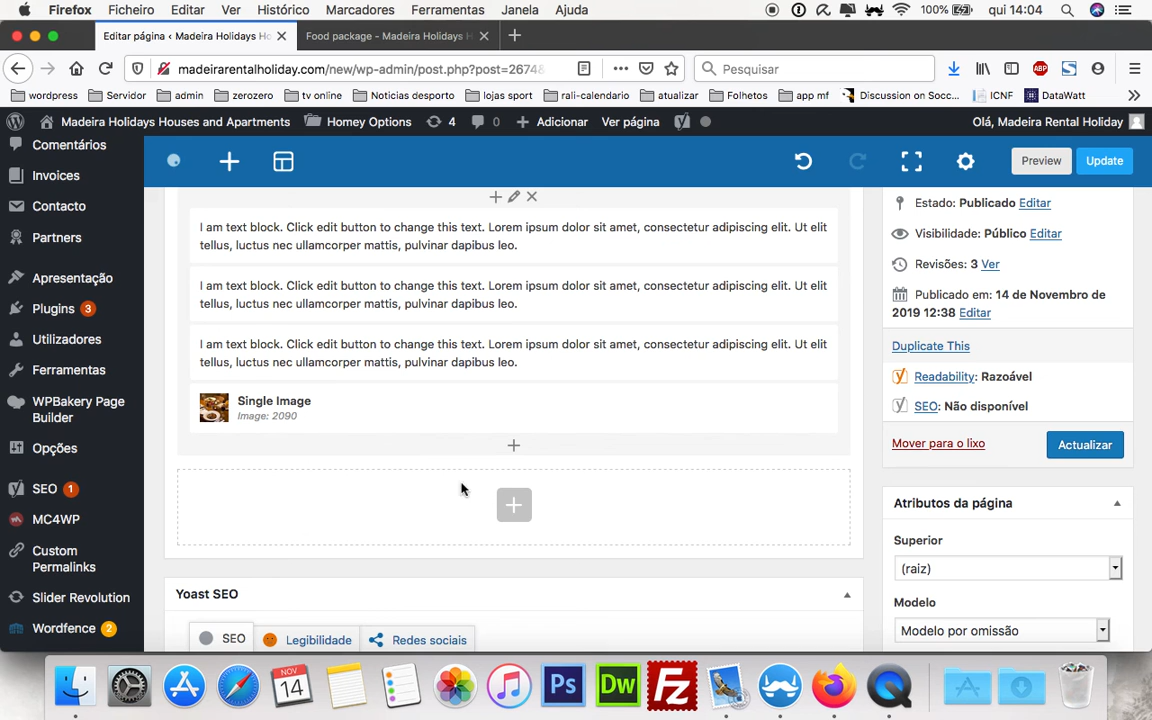 Firefox Ficheiro Editar Ver Histórico Marcadores Ferramentas Janela Ajuda 100% qui 14:04
Editar página ‹ Madeira Holidays Ho Food package - Madeira Holidays H
madeirarentalholiday.com/new/wp-admin/post.php?post=2674& Pesquisar ABP
wordpress Servidor admin zerozero tv online Noticias desporto lojas sport rali-calendario atualizar Folhetos app mf Discussion on Socc... ICNF DataWatt
Madeira Holidays Houses and Apartments Homey Options 4 0 Adicionar Ver página Olá, Madeira Rental Holiday
Comentários
Invoices
Contacto
Partners
Apresentação
Plugins 3
Utilizadores
Ferramentas
WPBakery Page
Builder
Opções
SEO 1
MC4WP
Custom
Permalinks
Slider Revolution
Wordfence 2
Preview Update
I am text block. Click edit button to change this text. Lorem ipsum dolor sit amet, consectetur adipiscing elit. Ut elit
tellus, luctus nec ullamcorper mattis, pulvinar dapibus leo.
I am text block. Click edit button to change this text. Lorem ipsum dolor sit amet, consectetur adipiscing elit. Ut elit
tellus, luctus nec ullamcorper mattis, pulvinar dapibus leo.
I am text block. Click edit button to change this text. Lorem ipsum dolor sit amet, consectetur adipiscing elit. Ut elit
tellus, luctus nec ullamcorper mattis, pulvinar dapibus leo.
Single Image
Image: 2090
Yoast SEO
SEO Legibilidade Redes sociais
Estado: Publicado Editar
Visibilidade: Público Editar
Revisões: 3 Ver
Publicado em: 14 de Novembro de
2019 12:38 Editar
Duplicate This
Readability: Razoável
SEO: Não disponível
Mover para o lixo Actualizar
Atributos da página
Superior
(raiz)
Modelo
Modelo por omissão
NOV
14
Ps Dw Fz